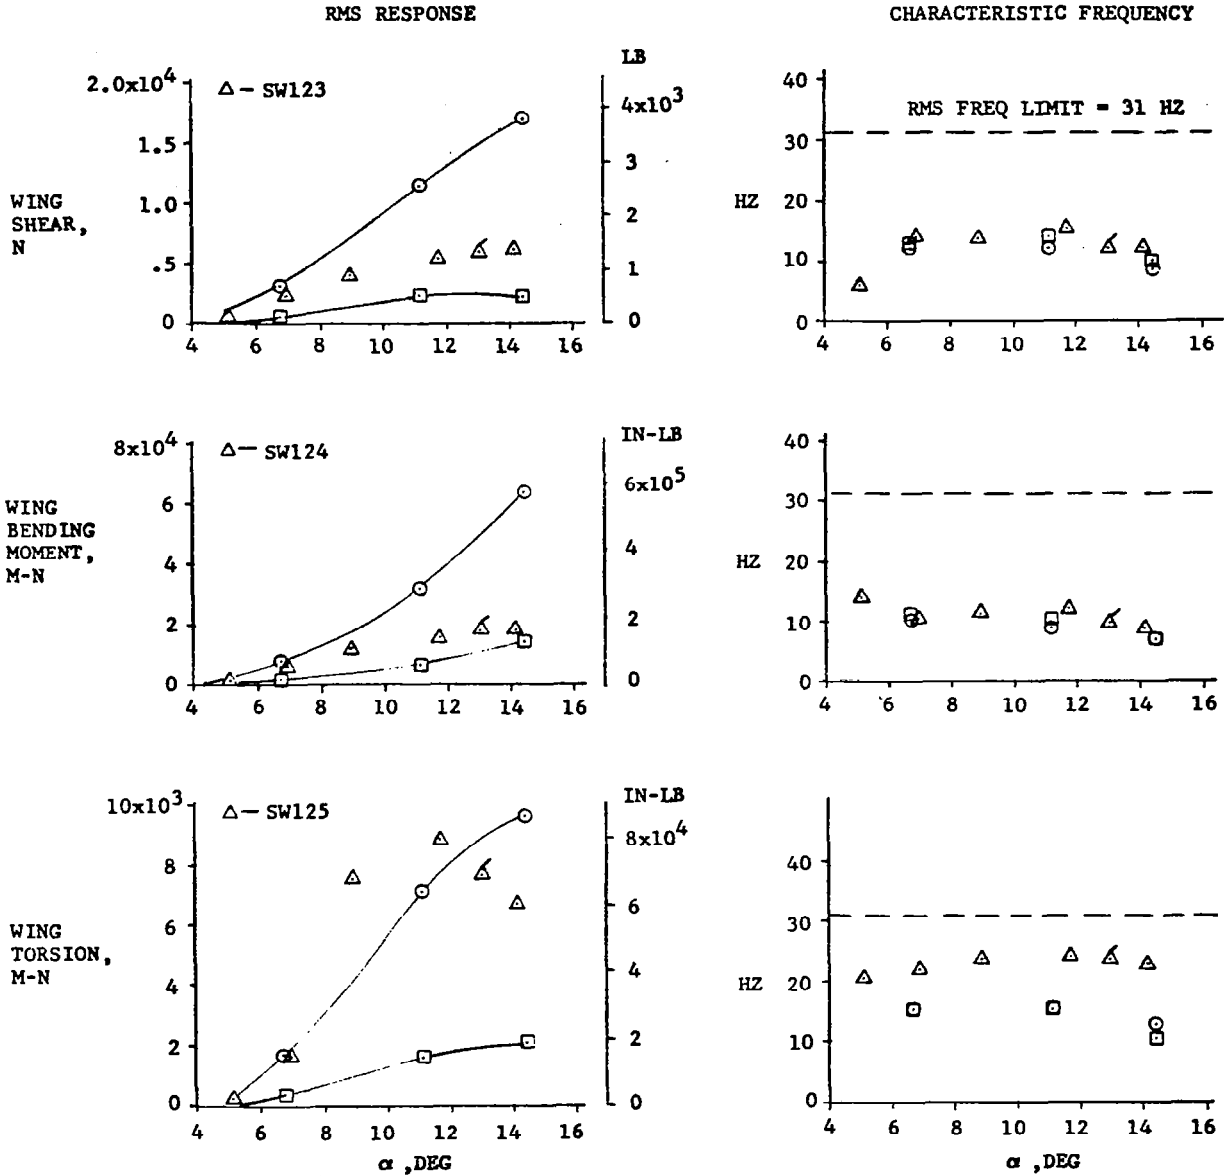 RMS RESPONSE
CHARACTERISTIC FREQUENCY
LB
2.0x10^4
1.5
1.0
.5
0
△ – SW123
4x10^3
3
2
1
0
WING
SHEAR,
N
4 6 8 10 12 14 16
40
30
20
10
0
HZ
RMS FREQ LIMIT = 31 HZ
4 6 8 10 12 14 16
IN-LB
8x10^4
6
4
2
0
△ – SW124
6x10^5
4
2
0
WING
BENDING
MOMENT,
M-N
4 6 8 10 12 14 16
40
30
20
10
0
HZ
4 6 8 10 12 14 16
IN-LB
10x10^3
8
6
4
2
0
△ – SW125
8x10^4
6
4
2
0
WING
TORSION,
M-N
4 6 8 10 12 14 16
α ,DEG
40
30
20
10
0
HZ
4 6 8 10 12 14 16
α ,DEG